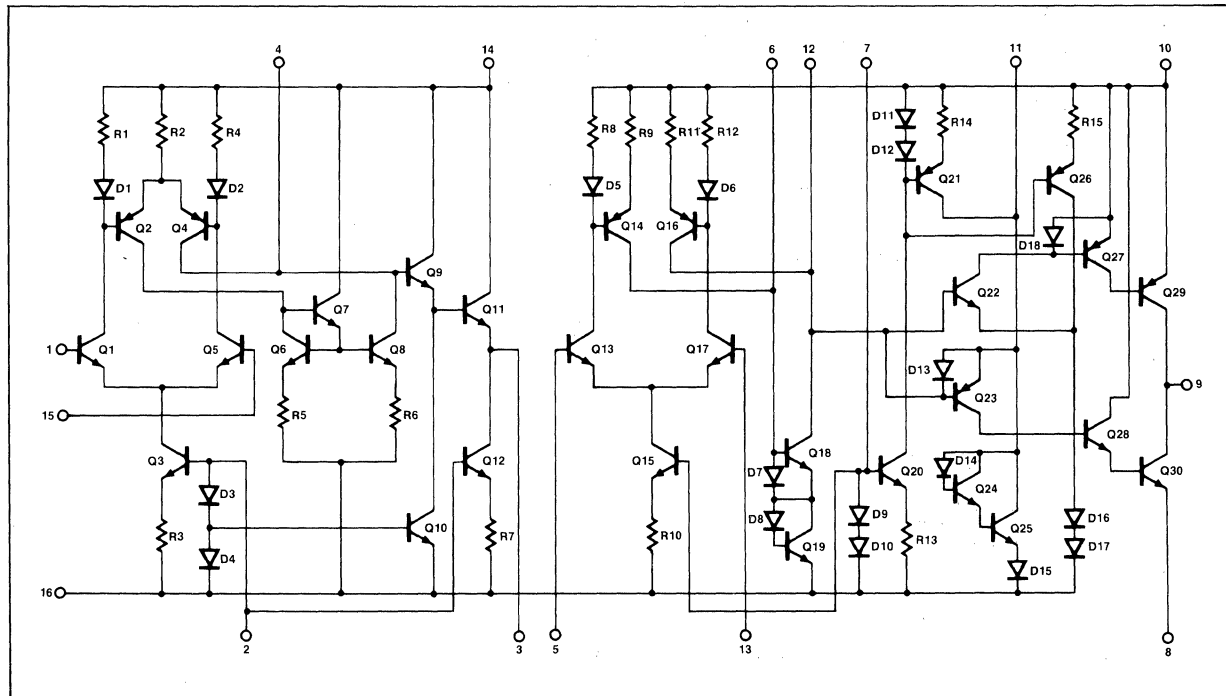 4 14 6 12 7 11 10
R1 R2 R4 R8 R9 R11 R12 D11 R14 R15
D12
D1 D2 D5 D6 Q21 Q26
Q2 Q4 Q14 Q16 D18 Q27
Q9 Q22 Q29
Q7 Q11
1 Q1 Q5 Q6 Q8 Q13 Q17 D13 9
15 R5 R6 Q23
Q28
Q3 Q12 Q15 D7 Q18 Q20 D14 Q24 Q30
D3 D8 D9 Q25 D16
R3 D4 Q10 R7 R10 Q19 D10 R13 D15 D17
16
2 3 5 13 8